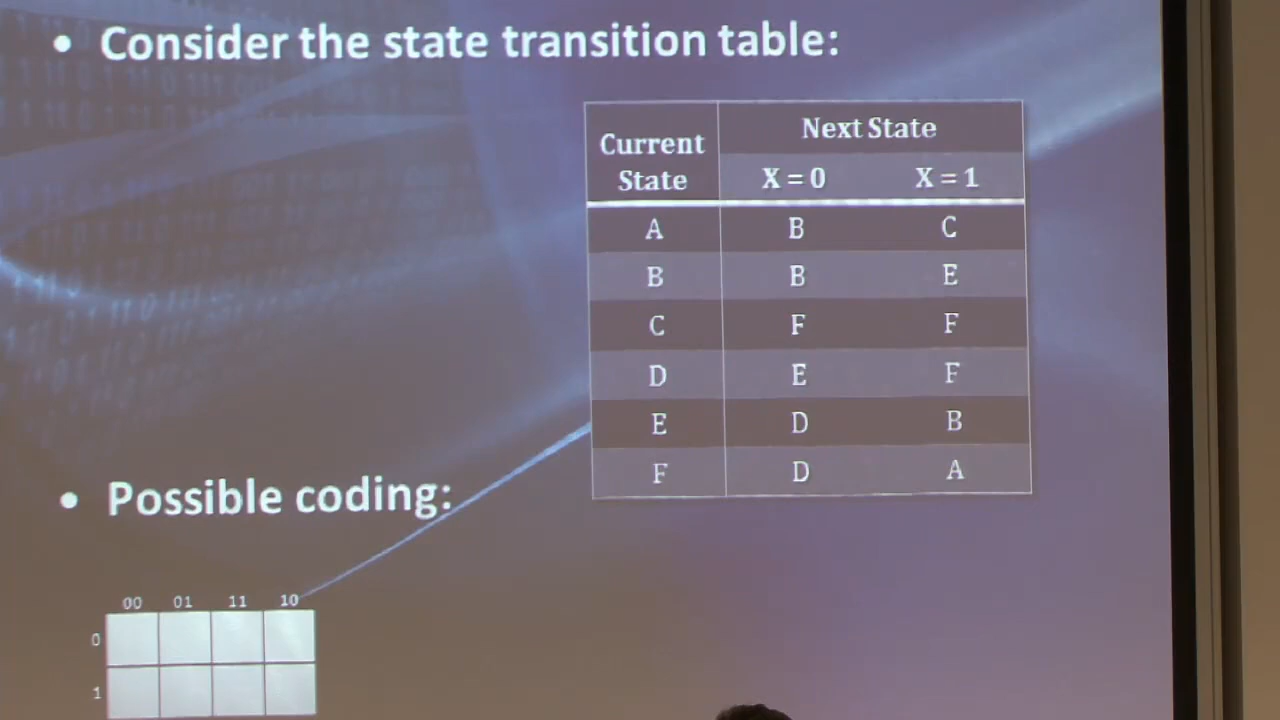 • Consider the state transition table:
Current State Next State
X = 0 X = 1
A B C
B B E
C F F
D E F
E D B
F D A
• Possible coding:
00 01 11 10
0
1